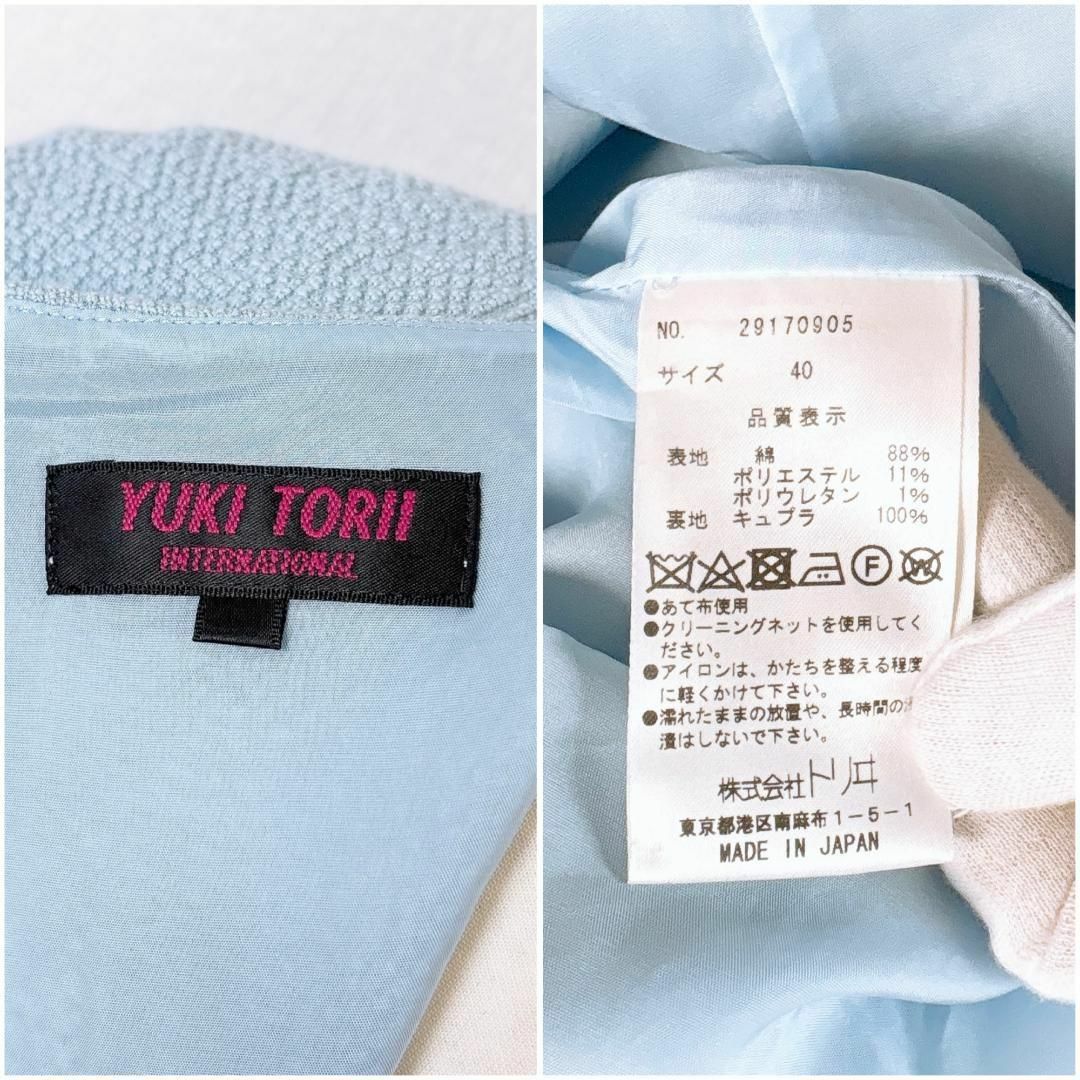 YUKI TORII
INTERNATIONAL
NO. 29170905
サイズ 40
品質表示
表地 綿 88%
ポリエステル 11%
ポリウレタン 1%
裏地 キュプラ 100%
F W
●あて布使用
●クリーニングネットを使用してく
ださい。
●アイロンは、かたちを整える程度
に軽くかけて下さい。
●濡れたままの放置や、長時間の
漬はしないで下さい。
株式会社トリヰ
東京都港区南麻布1-5-1
MADE IN JAPAN